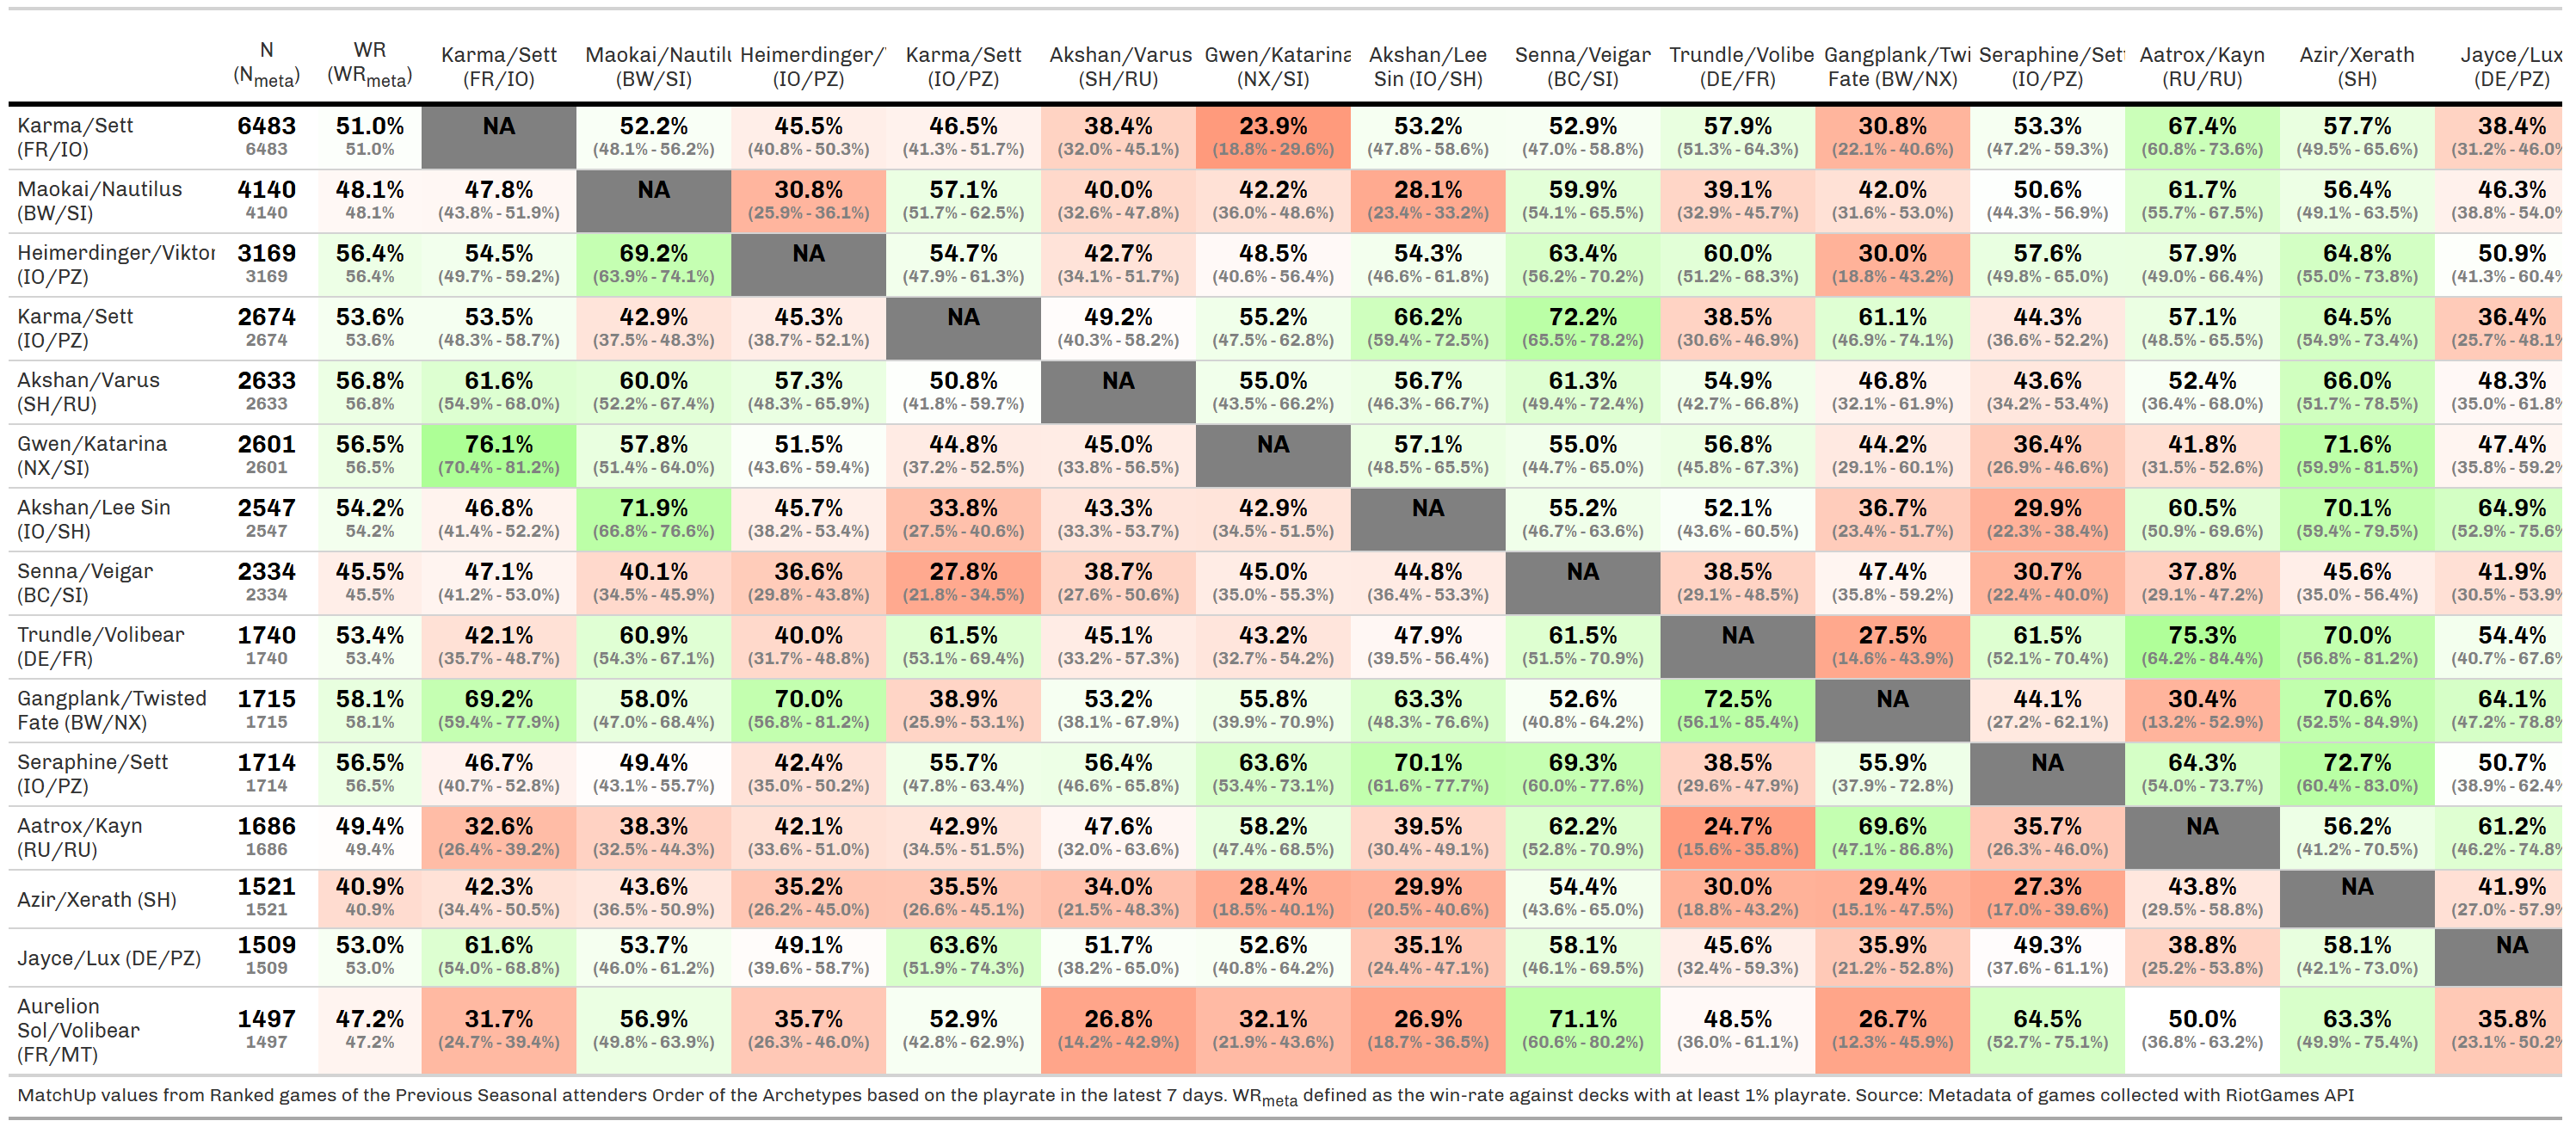 N WR Karma/Sett Maokai/Nautilu Heimerdinger/ Karma/Sett Akshan/Varus Gwen/Katarina Akshan/Lee Senna/Veigar Trundle/Volibe Gangplank/Twi Seraphine/Sett Aatrox/Kayn Azir/Xerath Jayce/Lux
(Nmeta) (WRmeta) (FR/IO) (BW/SI) (IO/PZ) (IO/PZ) (SH/RU) (NX/SI) Sin (IO/SH) (BC/SI) (DE/FR) Fate (BW/NX) (IO/PZ) (RU/RU) (SH) (DE/PZ)
Karma/Sett 6483 51.0% NA 52.2% 45.5% 46.5% 38.4% 23.9% 53.2% 52.9% 57.9% 30.8% 53.3% 67.4% 57.7% 38.4%
(FR/IO) 6483 51.0% (48.1% - 56.2%) (40.8% - 50.3%) (41.3% - 51.7%) (32.0% - 45.1%) (18.8% - 29.6%) (47.8% - 58.6%) (47.0% - 58.8%) (51.3% - 64.3%) (22.1% - 40.6%) (47.2% - 59.3%) (60.8% - 73.6%) (49.5% - 65.6%) (31.2% - 46.0%
Maokai/Nautilus 4140 48.1% 47.8% NA 30.8% 57.1% 40.0% 42.2% 28.1% 59.9% 39.1% 42.0% 50.6% 61.7% 56.4% 46.3%
(BW/SI) 4140 48.1% (43.8% - 51.9%) (25.9% - 36.1%) (51.7% - 62.5%) (32.6% - 47.8%) (36.0% - 48.6%) (23.4% - 33.2%) (54.1% - 65.5%) (32.9% - 45.7%) (31.6% - 53.0%) (44.3% - 56.9%) (55.7% - 67.5%) (49.1% - 63.5%) (38.8% - 54.0%
Heimerdinger/Viktor 3169 56.4% 54.5% 69.2% NA 54.7% 42.7% 48.5% 54.3% 63.4% 60.0% 30.0% 57.6% 57.9% 64.8% 50.9%
(IO/PZ) 3169 56.4% (49.7% - 59.2%) (63.9% - 74.1%) (47.9% - 61.3%) (34.1% - 51.7%) (40.6% - 56.4%) (46.6% - 61.8%) (56.2% - 70.2%) (51.2% - 68.3%) (18.8% - 43.2%) (49.8% - 65.0%) (49.0% - 66.4%) (55.0% - 73.8%) (41.3% - 60.4%
Karma/Sett 2674 53.6% 53.5% 42.9% 45.3% NA 49.2% 55.2% 66.2% 72.2% 38.5% 61.1% 44.3% 57.1% 64.5% 36.4%
(IO/PZ) 2674 53.6% (48.3% - 58.7%) (37.5% - 48.3%) (38.7% - 52.1%) (40.3% - 58.2%) (47.5% - 62.8%) (59.4% - 72.5%) (65.5% - 78.2%) (30.6% - 46.9%) (46.9% - 74.1%) (36.6% - 52.2%) (48.5% - 65.5%) (54.9% - 73.4%) (25.7% - 48.1%
Akshan/Varus 2633 56.8% 61.6% 60.0% 57.3% 50.8% NA 55.0% 56.7% 61.3% 54.9% 46.8% 43.6% 52.4% 66.0% 48.3%
(SH/RU) 2633 56.8% (54.9% - 68.0%) (52.2% - 67.4%) (48.3% - 65.9%) (41.8% - 59.7%) (43.5% - 66.2%) (46.3% - 66.7%) (49.4% - 72.4%) (42.7% - 66.8%) (32.1% - 61.9%) (34.2% - 53.4%) (36.4% - 68.0%) (51.7% - 78.5%) (35.0% - 61.8%
Gwen/Katarina 2601 56.5% 76.1% 57.8% 51.5% 44.8% 45.0% NA 57.1% 55.0% 56.8% 44.2% 36.4% 41.8% 71.6% 47.4%
(NX/SI) 2601 56.5% (70.4% - 81.2%) (51.4% - 64.0%) (43.6% - 59.4%) (37.2% - 52.5%) (33.8% - 56.5%) (48.5% - 65.5%) (44.7% - 65.0%) (45.8% - 67.3%) (29.1% - 60.1%) (26.9% - 46.6%) (31.5% - 52.6%) (59.9% - 81.5%) (35.8% - 59.2%
Akshan/Lee Sin 2547 54.2% 46.8% 71.9% 45.7% 33.8% 43.3% 42.9% NA 55.2% 52.1% 36.7% 29.9% 60.5% 70.1% 64.9%
(IO/SH) 2547 54.2% (41.4% - 52.2%) (66.8% - 76.6%) (38.2% - 53.4%) (27.5% - 40.6%) (33.3% - 53.7%) (34.5% - 51.5%) (46.7% - 63.6%) (43.6% - 60.5%) (23.4% - 51.7%) (22.3% - 38.4%) (50.9% - 69.6%) (59.4% - 79.5%) (52.9% - 75.6%
Senna/Veigar 2334 45.5% 47.1% 40.1% 36.6% 27.8% 38.7% 45.0% 44.8% NA 38.5% 47.4% 30.7% 37.8% 45.6% 41.9%
(BC/SI) 2334 45.5% (41.2% - 53.0%) (34.5% - 45.9%) (29.8% - 43.8%) (21.8% - 34.5%) (27.6% - 50.6%) (35.0% - 55.3%) (36.4% - 53.3%) (29.1% - 48.5%) (35.8% - 59.2%) (22.4% - 40.0%) (29.1% - 47.2%) (35.0% - 56.4%) (30.5% - 53.9%
Trundle/Volibear 1740 53.4% 42.1% 60.9% 40.0% 61.5% 45.1% 43.2% 47.9% 61.5% NA 27.5% 61.5% 75.3% 70.0% 54.4%
(DE/FR) 1740 53.4% (35.7% - 48.7%) (54.3% - 67.1%) (31.7% - 48.8%) (53.1% - 69.4%) (33.2% - 57.3%) (32.7% - 54.2%) (39.5% - 56.4%) (51.5% - 70.9%) (14.6% - 43.9%) (52.1% - 70.4%) (64.2% - 84.4%) (56.8% - 81.2%) (40.7% - 67.6%
Gangplank/Twisted 1715 58.1% 69.2% 58.0% 70.0% 38.9% 53.2% 55.8% 63.3% 52.6% 72.5% NA 44.1% 30.4% 70.6% 64.1%
Fate (BW/NX) 1715 58.1% (59.4% - 77.9%) (47.0% - 68.4%) (56.8% - 81.2%) (25.9% - 53.1%) (38.1% - 67.9%) (39.9% - 70.9%) (48.3% - 76.6%) (40.8% - 64.2%) (56.1% - 85.4%) (27.2% - 62.1%) (13.2% - 52.9%) (52.5% - 84.9%) (47.2% - 78.8%
Seraphine/Sett 1714 56.5% 46.7% 49.4% 42.4% 55.7% 56.4% 63.6% 70.1% 69.3% 38.5% 55.9% NA 64.3% 72.7% 50.7%
(IO/PZ) 1714 56.5% (40.7% - 52.8%) (43.1% - 55.7%) (35.0% - 50.2%) (47.8% - 63.4%) (46.6% - 65.8%) (53.4% - 73.1%) (61.6% - 77.7%) (60.0% - 77.6%) (29.6% - 47.9%) (37.9% - 72.8%) (54.0% - 73.7%) (60.4% - 83.0%) (38.9% - 62.4%
Aatrox/Kayn 1686 49.4% 32.6% 38.3% 42.1% 42.9% 47.6% 58.2% 39.5% 62.2% 24.7% 69.6% 35.7% NA 56.2% 61.2%
(RU/RU) 1686 49.4% (26.4% - 39.2%) (32.5% - 44.3%) (33.6% - 51.0%) (34.5% - 51.5%) (32.0% - 63.6%) (47.4% - 68.5%) (30.4% - 49.1%) (52.8% - 70.9%) (15.6% - 35.8%) (47.1% - 86.8%) (26.3% - 46.0%) (41.2% - 70.5%) (46.2% - 74.8%
Azir/Xerath (SH) 1521 40.9% 42.3% 43.6% 35.2% 35.5% 34.0% 28.4% 29.9% 54.4% 30.0% 29.4% 27.3% 43.8% NA 41.9%
1521 40.9% (34.4% - 50.5%) (36.5% - 50.9%) (26.2% - 45.0%) (26.6% - 45.1%) (21.5% - 48.3%) (18.5% - 40.1%) (20.5% - 40.6%) (43.6% - 65.0%) (18.8% - 43.2%) (15.1% - 47.5%) (17.0% - 39.6%) (29.5% - 58.8%) (27.0% - 57.9%
Jayce/Lux (DE/PZ) 1509 53.0% 61.6% 53.7% 49.1% 63.6% 51.7% 52.6% 35.1% 58.1% 45.6% 35.9% 49.3% 38.8% 58.1% NA
1509 53.0% (54.0% - 68.8%) (46.0% - 61.2%) (39.6% - 58.7%) (51.9% - 74.3%) (38.2% - 65.0%) (40.8% - 64.2%) (24.4% - 47.1%) (46.1% - 69.5%) (32.4% - 59.3%) (21.2% - 52.8%) (37.6% - 61.1%) (25.2% - 53.8%) (42.1% - 73.0%)
Aurelion
Sol/Volibear 1497 47.2% 31.7% 56.9% 35.7% 52.9% 26.8% 32.1% 26.9% 71.1% 48.5% 26.7% 64.5% 50.0% 63.3% 35.8%
(FR/MT) 1497 47.2% (24.7% - 39.4%) (49.8% - 63.9%) (26.3% - 46.0%) (42.8% - 62.9%) (14.2% - 42.9%) (21.9% - 43.6%) (18.7% - 36.5%) (60.6% - 80.2%) (36.0% - 61.1%) (12.3% - 45.9%) (52.7% - 75.1%) (36.8% - 63.2%) (49.9% - 75.4%) (23.1% - 50.2%
MatchUp values from Ranked games of the Previous Seasonal attenders Order of the Archetypes based on the playrate in the latest 7 days. WRmeta defined as the win-rate against decks with at least 1% playrate. Source: Metadata of games collected with RiotGames API